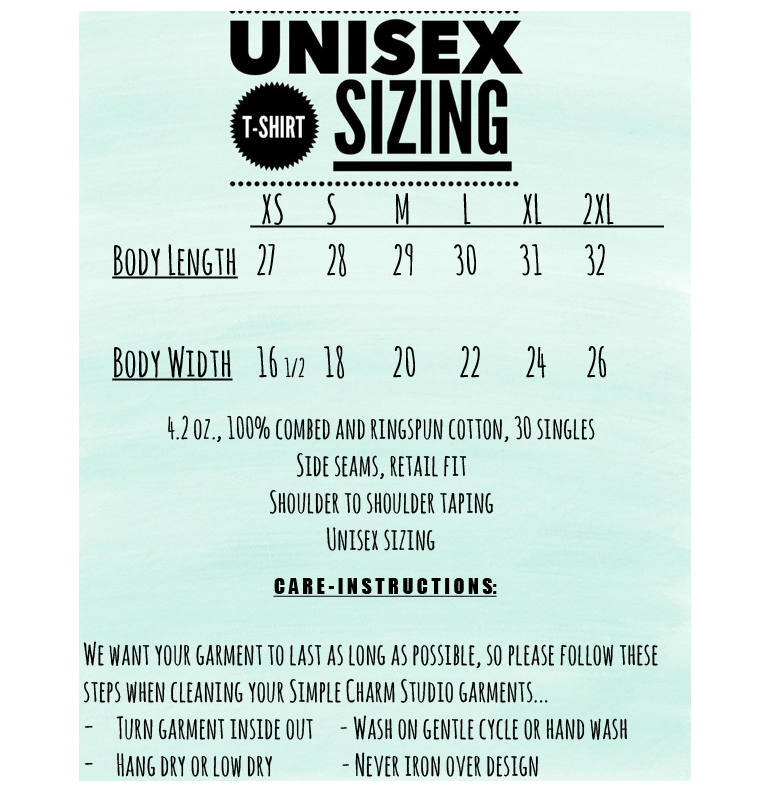 UNISEX
T-SHIRT SIZING
XS S M L XL 2XL
BODY LENGTH 27 28 29 30 31 32
BODY WIDTH 16 1/2 18 20 22 24 26
4.2 OZ., 100% COMBED AND RINGSPUN COTTON, 30 SINGLES
SIDE SEAMS, RETAIL FIT
SHOULDER TO SHOULDER TAPING
UNISEX SIZING
CARE-INSTRUCTIONS:
WE WANT YOUR GARMENT TO LAST AS LONG AS POSSIBLE, SO PLEASE FOLLOW THESE
STEPS WHEN CLEANING YOUR SIMPLE CHARM STUDIO GARMENTS...
- TURN GARMENT INSIDE OUT - WASH ON GENTLE CYCLE OR HAND WASH
- HANG DRY OR LOW DRY - NEVER IRON OVER DESIGN